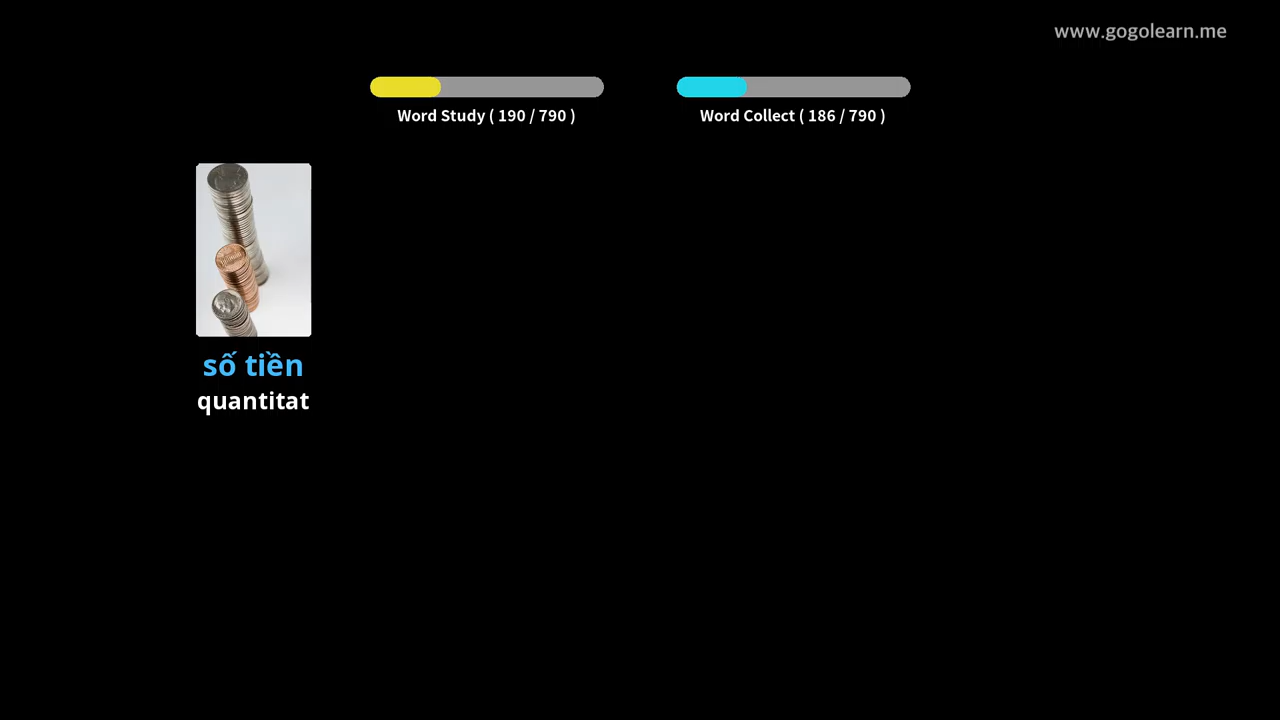 www.gogolearn.me
Word Study ( 190 / 790 )
Word Collect ( 186 / 790 )
số tiền
quantitat